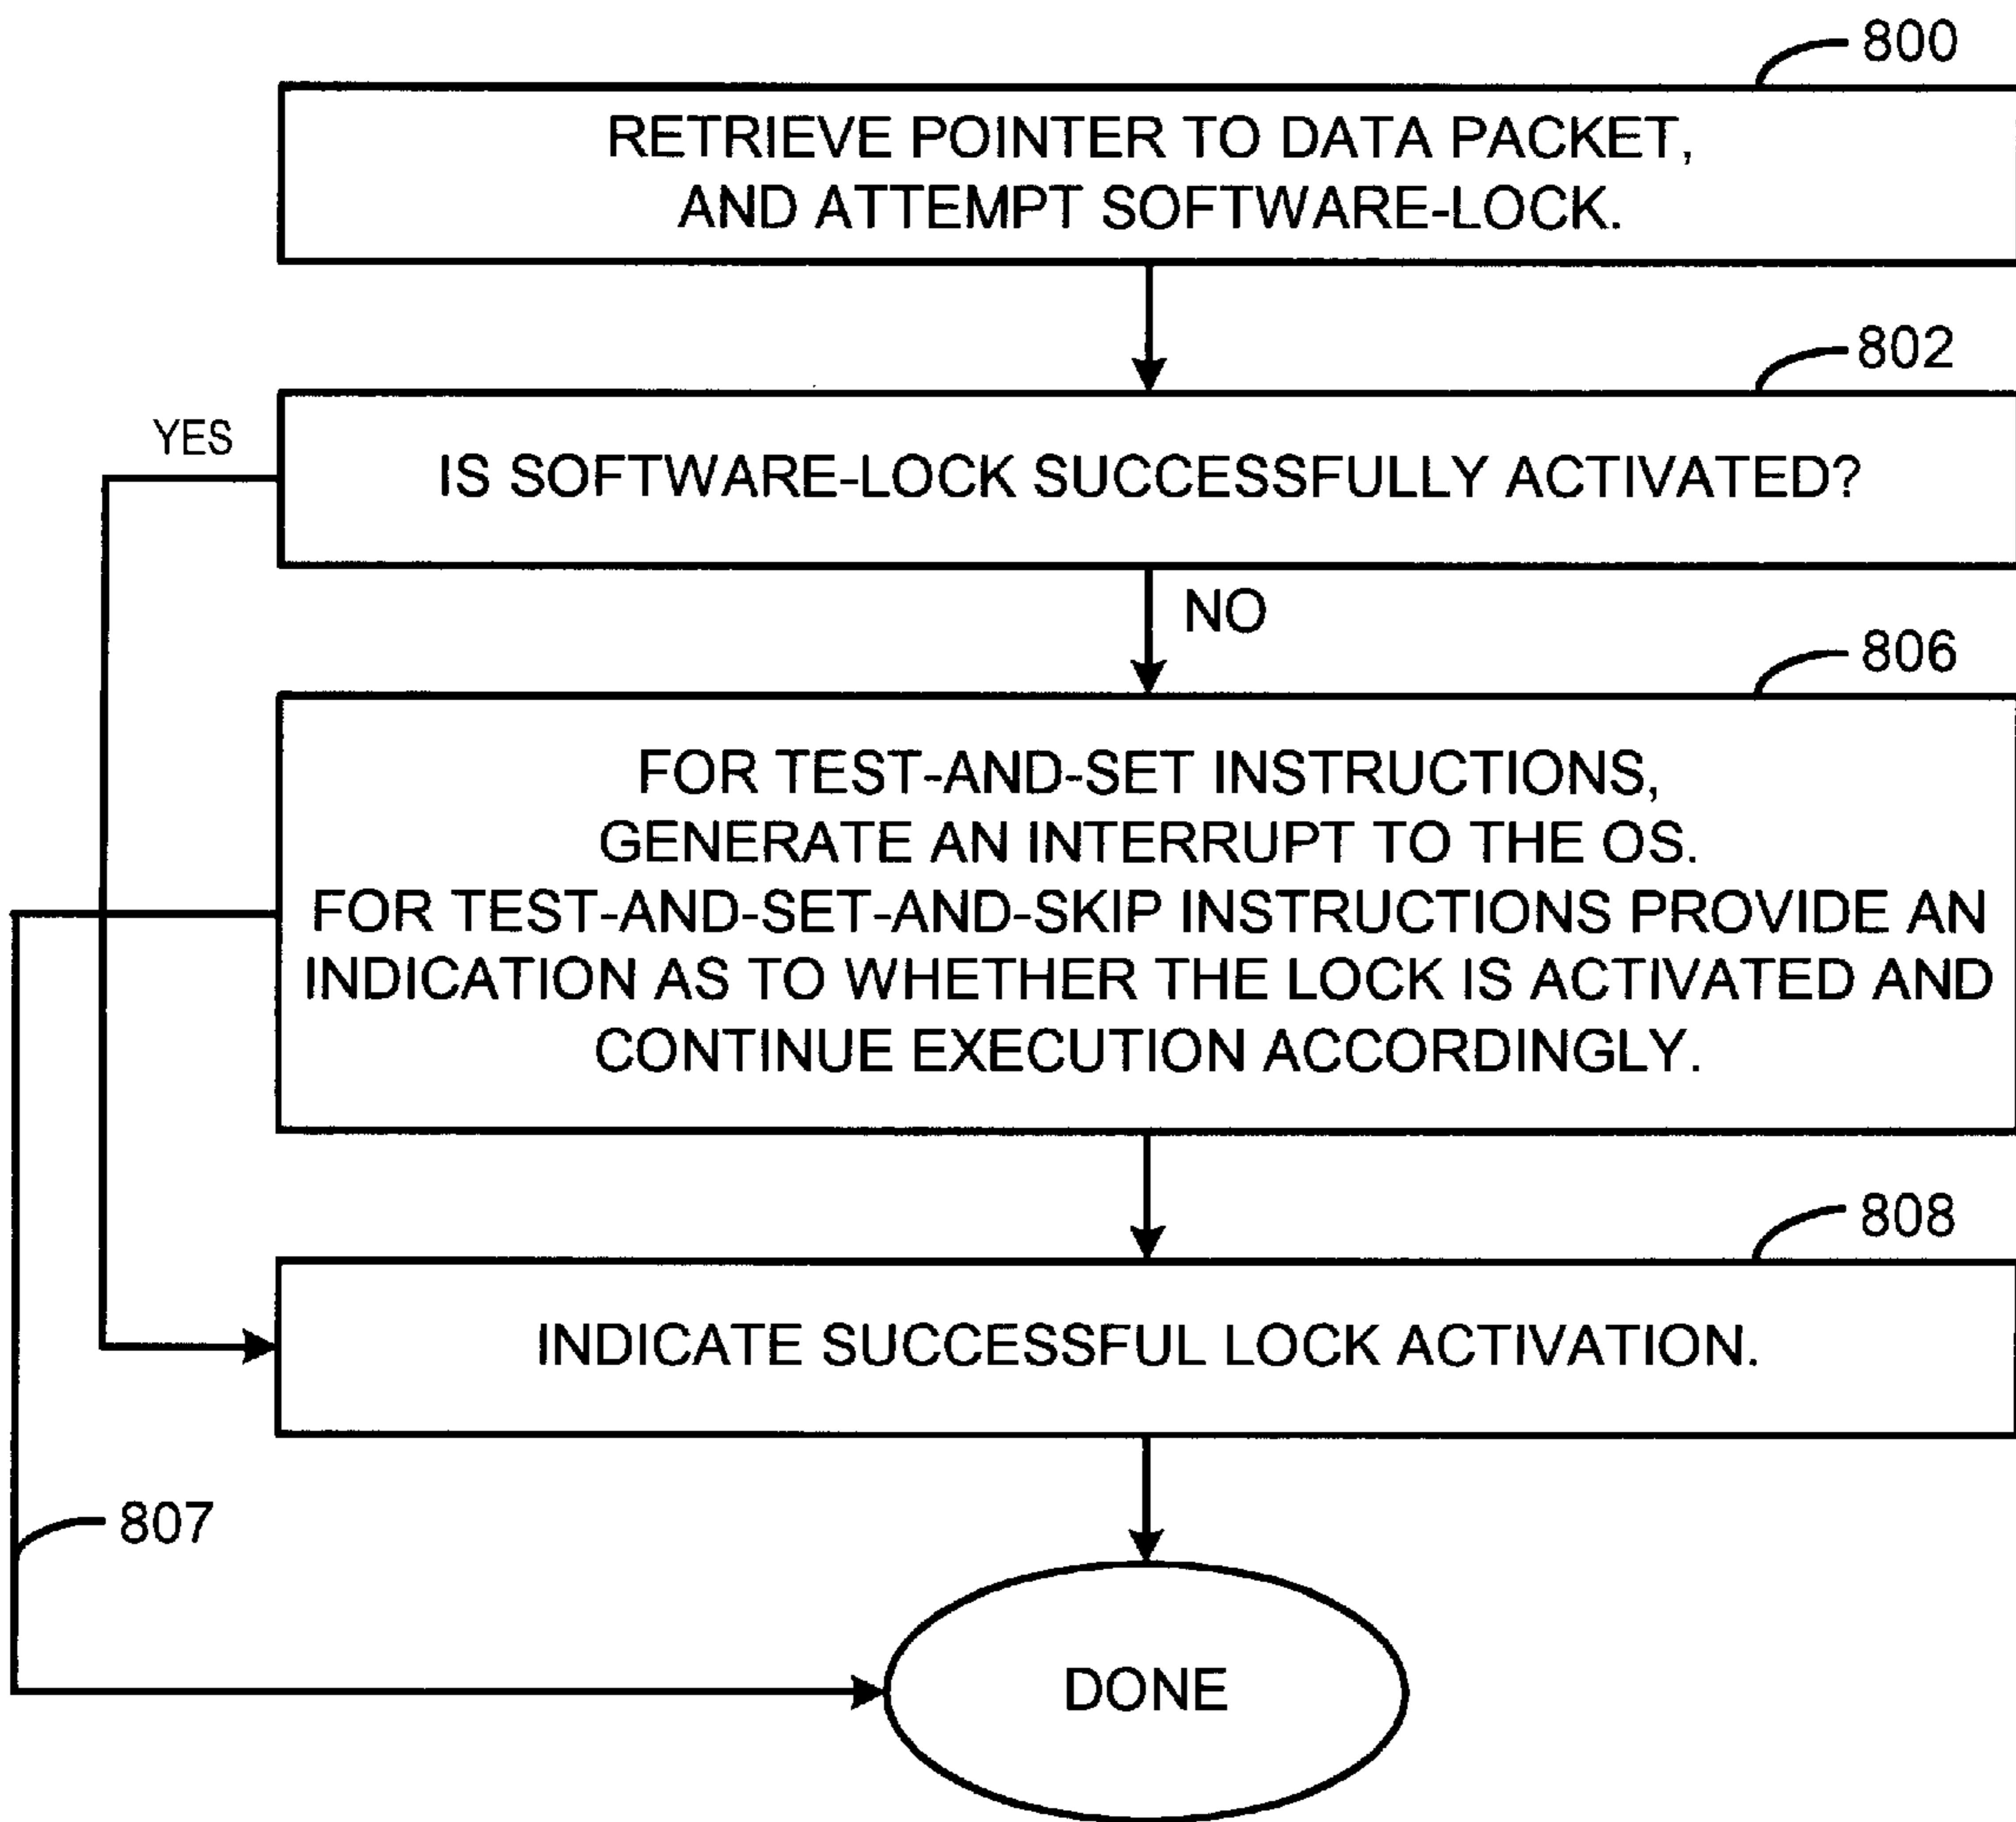 800
RETRIEVE POINTER TO DATA PACKET,
AND ATTEMPT SOFTWARE-LOCK.
802
YES
IS SOFTWARE-LOCK SUCCESSFULLY ACTIVATED?
NO
806
FOR TEST-AND-SET INSTRUCTIONS,
GENERATE AN INTERRUPT TO THE OS.
FOR TEST-AND-SET-AND-SKIP INSTRUCTIONS PROVIDE AN
INDICATION AS TO WHETHER THE LOCK IS ACTIVATED AND
CONTINUE EXECUTION ACCORDINGLY.
808
INDICATE SUCCESSFUL LOCK ACTIVATION.
807
DONE